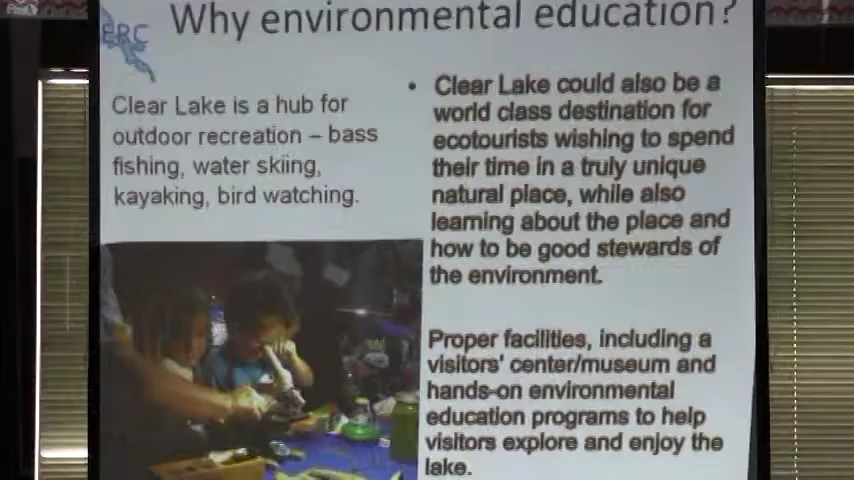 Why environmental education?
ERC
Clear Lake is a hub for
outdoor recreation – bass
fishing, water skiing,
kayaking, bird watching.
• Clear Lake could also be a
world class destination for
ecotourists wishing to spend
their time in a truly unique
natural place, while also
learning about the place and
how to be good stewards of
the environment.
Proper facilities, including a
visitors' center/museum and
hands-on environmental
education programs to help
visitors explore and enjoy the
lake.